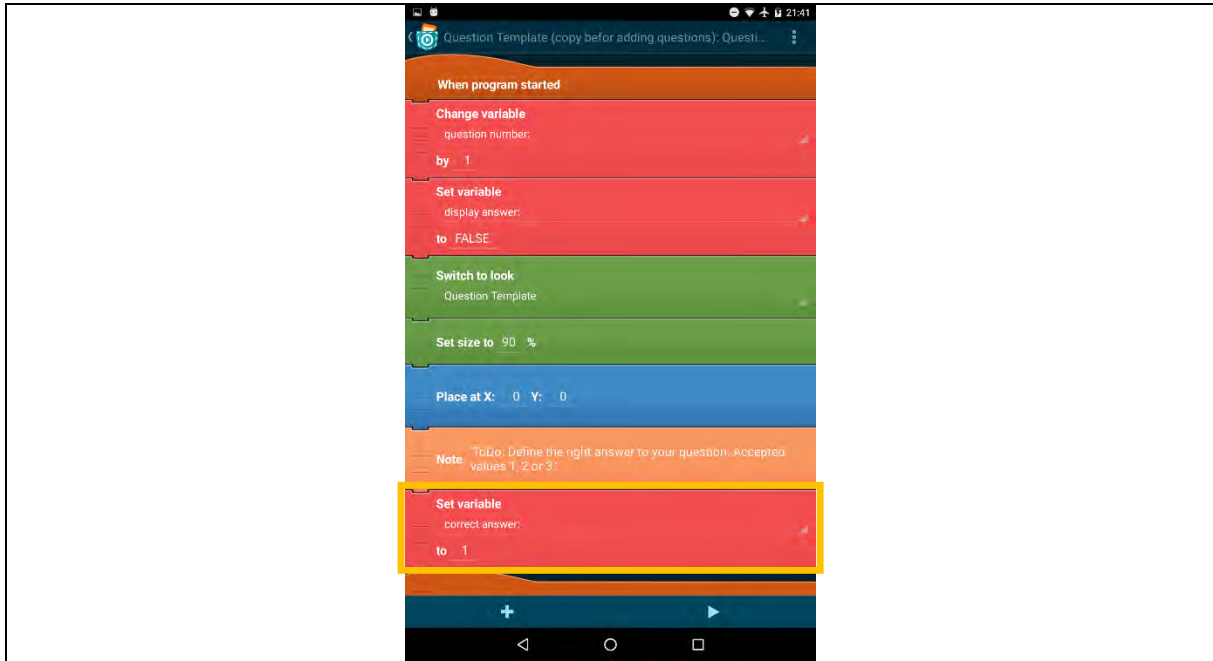 21:41
Question Template (copy befor adding questions): Questi...
When program started
Change variable
question number:
by 1
Set variable
display answer:
to FALSE
Switch to look
Question Template
Set size to 90 %
Place at X: 0 Y: 0
Note 'ToDo: Define the right answer to your question. Accepted
values 1, 2 or 3.'
Set variable
correct answer:
to 1